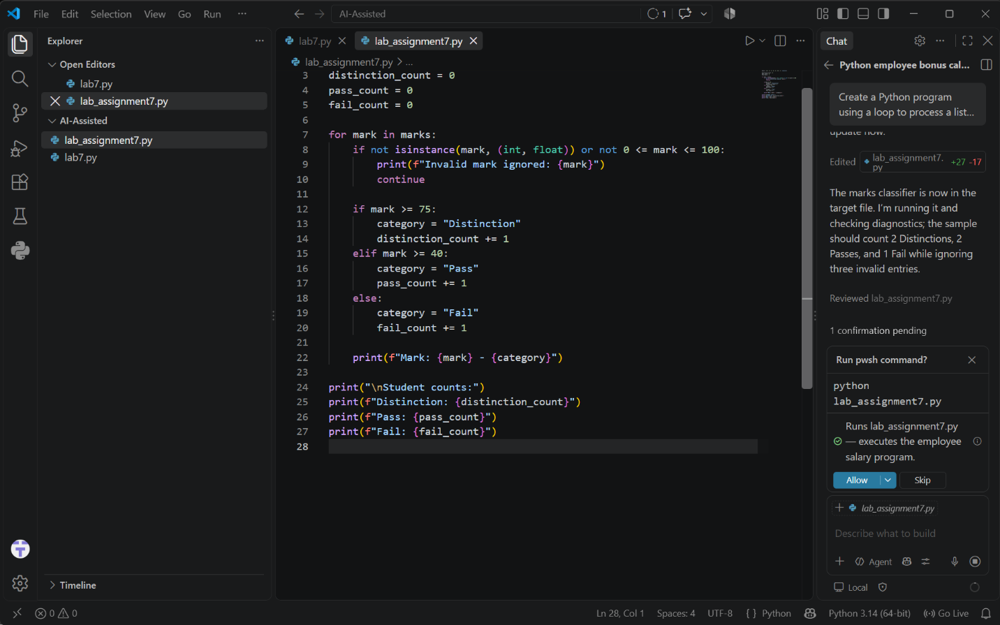 File Edit Selection View Go Run ···
AI-Assisted
1
Explorer
Open Editors
lab7.py
lab_assignment7.py
AI-Assisted
lab_assignment7.py
lab7.py
Timeline
lab7.py
lab_assignment7.py
lab_assignment7.py > ...
3 distinction_count = 0
4 pass_count = 0
5 fail_count = 0
6
7 for mark in marks:
8     if not isinstance(mark, (int, float)) or not 0 <= mark <= 100:
9         print(f"Invalid mark ignored: {mark}")
10         continue
11
12     if mark >= 75:
13         category = "Distinction"
14         distinction_count += 1
15     elif mark >= 40:
16         category = "Pass"
17         pass_count += 1
18     else:
19         category = "Fail"
20         fail_count += 1
21
22     print(f"Mark: {mark} - {category}")
23
24 print("\nStudent counts:")
25 print(f"Distinction: {distinction_count}")
26 print(f"Pass: {pass_count}")
27 print(f"Fail: {fail_count}")
28
Chat
Python employee bonus cal...
Create a Python program
using a loop to process a list...
update now.
Edited lab_assignment7.
py +27 -17
The marks classifier is now in the
target file. I'm running it and
checking diagnostics; the sample
should count 2 Distinctions, 2
Passes, and 1 Fail while ignoring
three invalid entries.
Reviewed lab_assignment7.py
1 confirmation pending
Run pwsh command?
python
lab_assignment7.py
Runs lab_assignment7.py
— executes the employee
salary program.
Allow Skip
lab_assignment7.py
Describe what to build
Agent
Local
0 0 Ln 28, Col 1 Spaces: 4 UTF-8 { } Python Python 3.14 (64-bit) Go Live